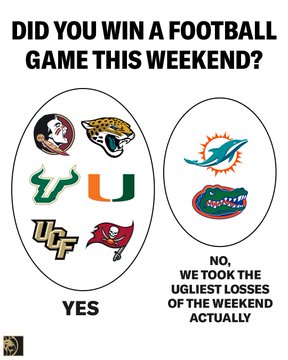 DID YOU WIN A FOOTBALL
GAME THIS WEEKEND?
UCF
YES
NO,
WE TOOK THE
UGLIEST LOSSES
OF THE WEEKEND
ACTUALLY